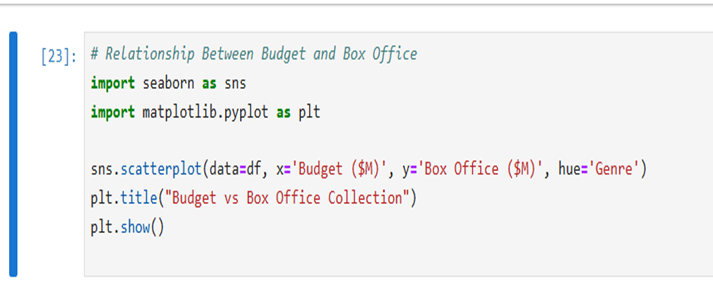 [23]: # Relationship Between Budget and Box Office
import seaborn as sns
import matplotlib.pyplot as plt
sns.scatterplot(data=df, x='Budget ($M)', y='Box Office ($M)', hue='Genre')
plt.title("Budget vs Box Office Collection")
plt.show()